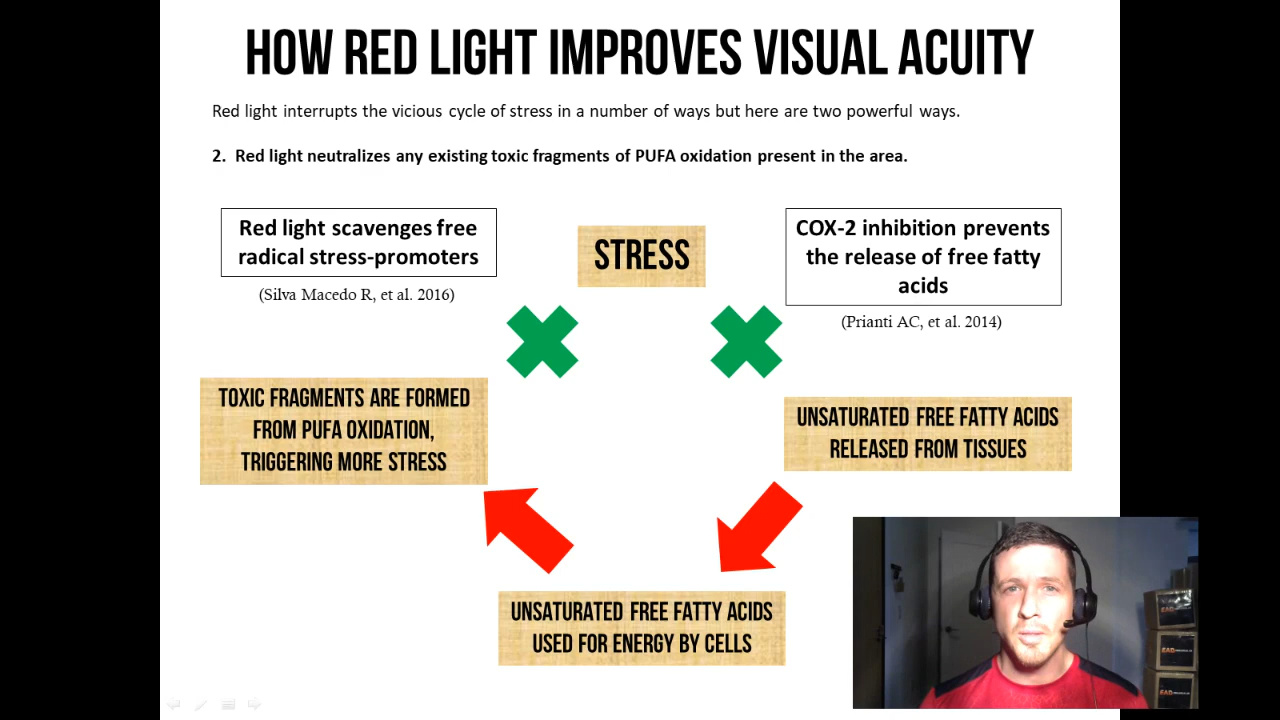 HOW RED LIGHT IMPROVES VISUAL ACUITY
Red light interrupts the vicious cycle of stress in a number of ways but here are two powerful ways.
2. Red light neutralizes any existing toxic fragments of PUFA oxidation present in the area.
Red light scavenges free
radical stress-promoters
(Silva Macedo R, et al. 2016)
STRESS
COX-2 inhibition prevents
the release of free fatty
acids
(Prianti AC, et al. 2014)
TOXIC FRAGMENTS ARE FORMED
FROM PUFA OXIDATION,
TRIGGERING MORE STRESS
UNSATURATED FREE FATTY ACIDS
RELEASED FROM TISSUES
UNSATURATED FREE FATTY ACIDS
USED FOR ENERGY BY CELLS